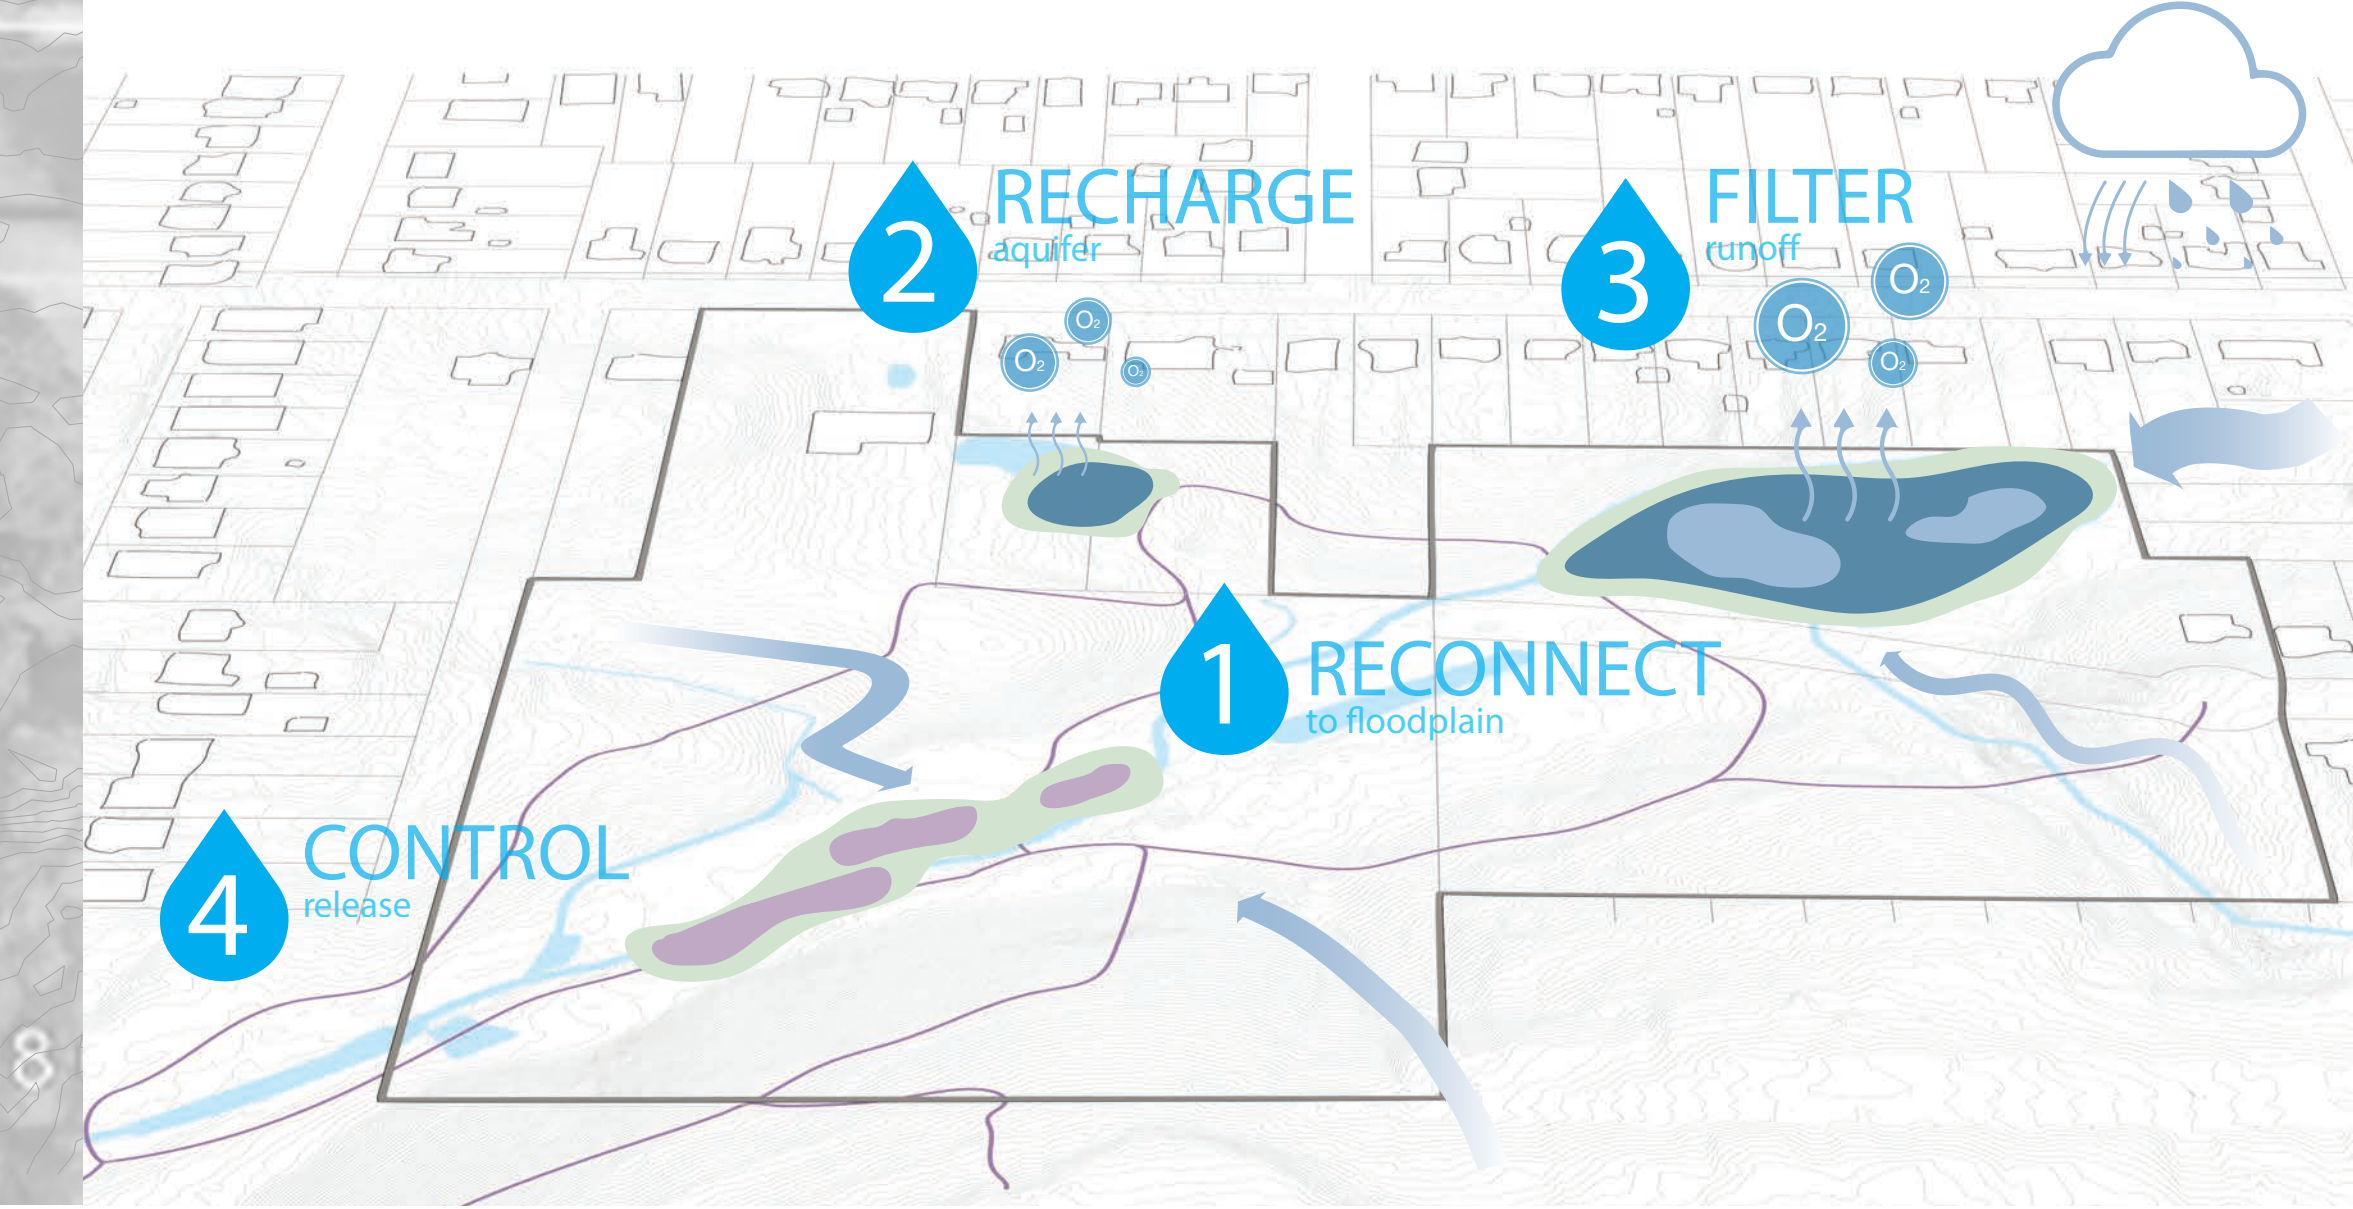 2
RECHARGE
aquifer
3
FILTER
runoff
O₂
O₂
O₂
O₂
O₂
O₂
1
RECONNECT
to floodplain
4
CONTROL
release
8